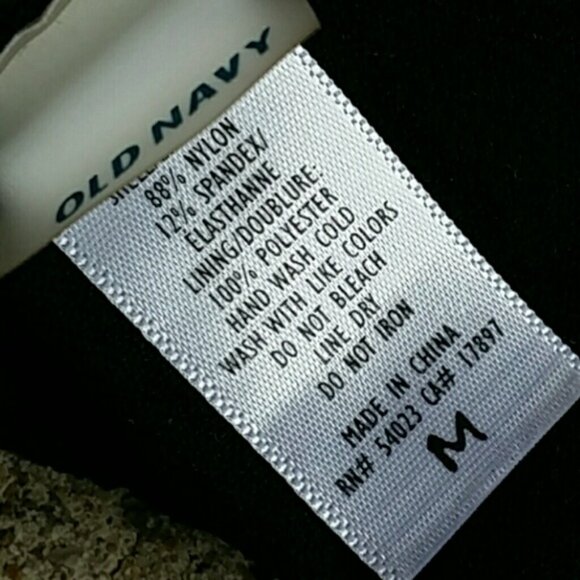 OLD NAVY
88% NYLON
12% SPANDEX/
ELASTHANNE
LINING/DOUBLURE:
100% POLYESTER
HAND WASH COLD
WASH WITH LIKE COLORS
DO NOT BLEACH
LINE DRY
DO NOT IRON
MADE IN CHINA
RN# 54023 CA# 17897
M